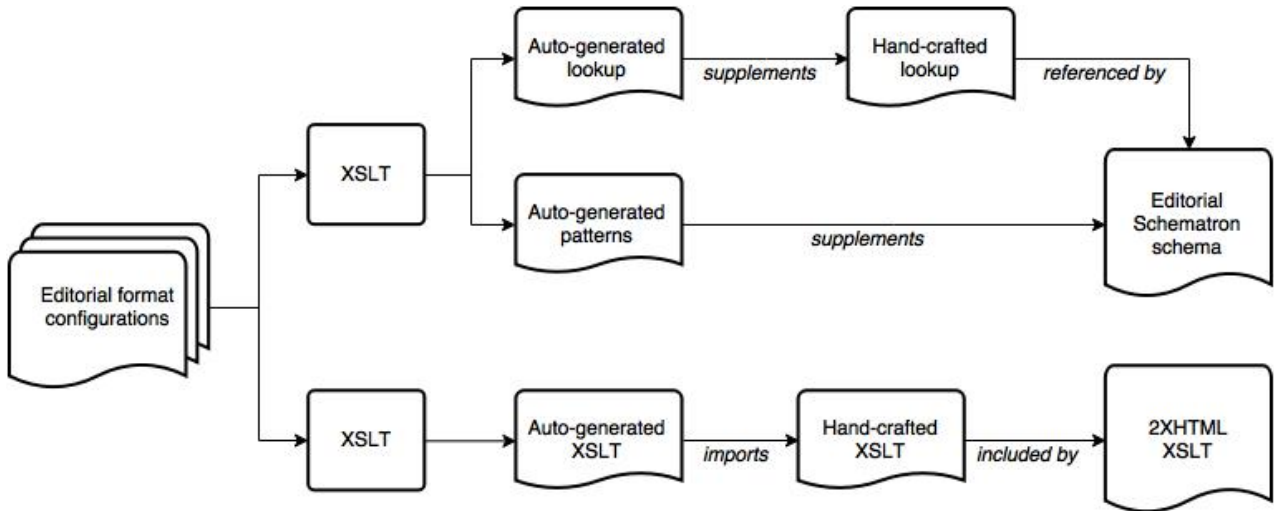 Auto-generated
lookup
supplements
Hand-crafted
lookup
referenced by
XSLT
Auto-generated
patterns
supplements
Editorial
Schematron
schema
Editorial format
configurations
XSLT
Auto-generated
XSLT
imports
Hand-crafted
XSLT
included by
2XHTML
XSLT